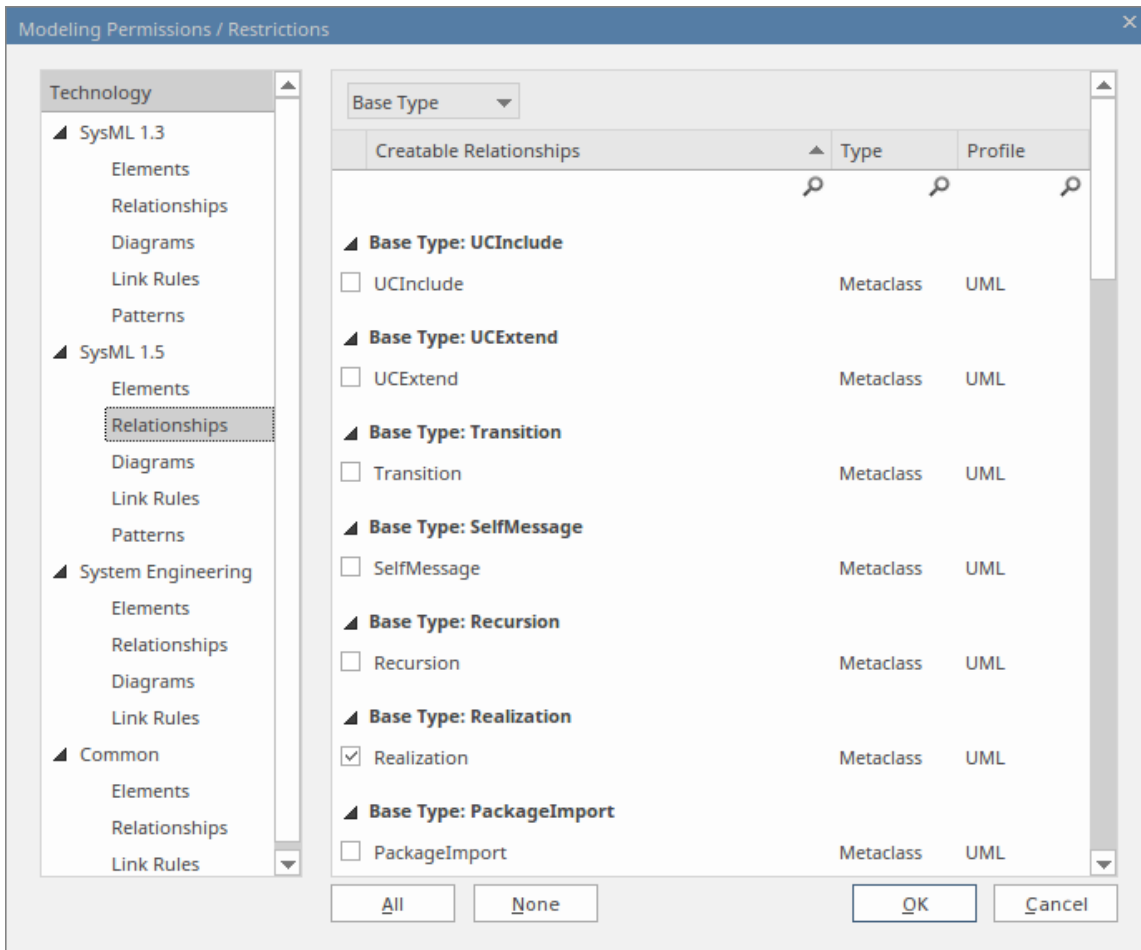 Modeling Permissions / Restrictions
Technology
SysML 1.3
Elements
Relationships
Diagrams
Link Rules
Patterns
SysML 1.5
Elements
Relationships
Diagrams
Link Rules
Patterns
System Engineering
Elements
Relationships
Diagrams
Link Rules
Common
Elements
Relationships
Link Rules
Base Type
Creatable Relationships Type Profile
Base Type: UCInclude
UCInclude Metaclass UML
Base Type: UCExtend
UCExtend Metaclass UML
Base Type: Transition
Transition Metaclass UML
Base Type: SelfMessage
SelfMessage Metaclass UML
Base Type: Recursion
Recursion Metaclass UML
Base Type: Realization
Realization Metaclass UML
Base Type: PackageImport
PackageImport Metaclass UML
All None OK Cancel